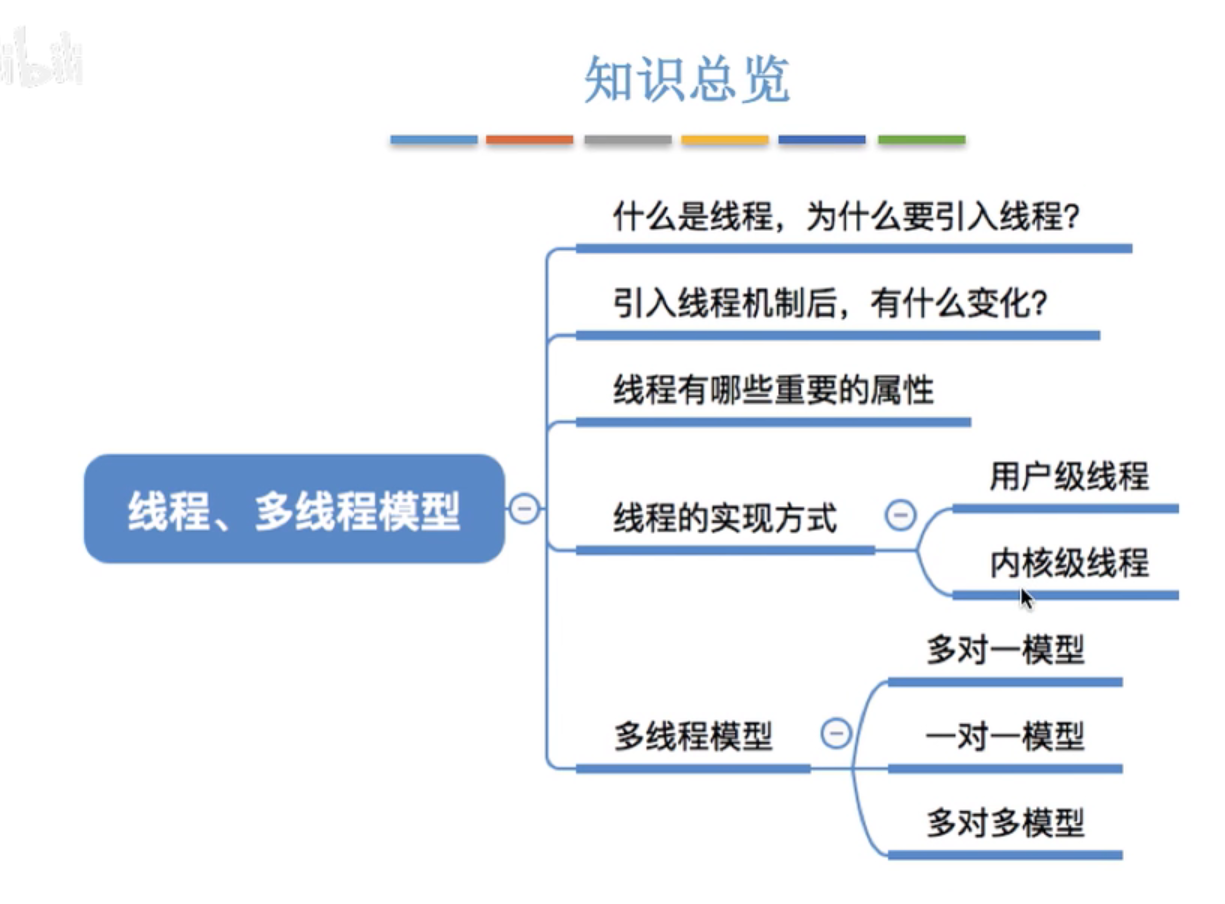 知识总览
什么是线程，为什么要引入线程？
引入线程机制后，有什么变化？
线程有哪些重要的属性
线程、多线程模型
线程的实现方式
用户级线程
内核级线程
多线程模型
多对一模型
一对一模型
多对多模型